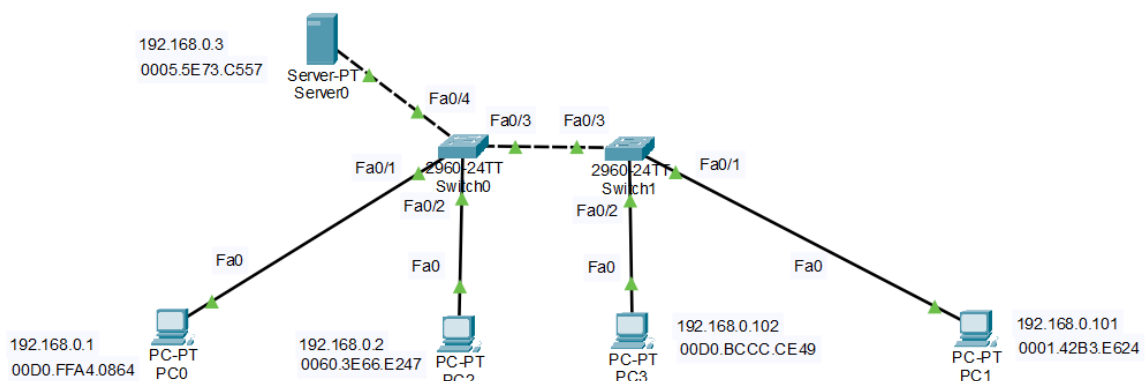 192.168.0.3
0005.5E73.C557
Server-PT
Server0
Fa0/4
Fa0/3
Fa0/3
Fa0/1
2960-24TT
Switch0
2960-24TT
Switch1
Fa0/1
Fa0/2
Fa0/2
Fa0
Fa0
Fa0
Fa0
192.168.0.1
00D0.FFA4.0864
PC-PT
PC0
192.168.0.2
0060.3E66.E247
PC-PT
PC2
192.168.0.102
00D0.BCCC.CE49
PC-PT
PC3
192.168.0.101
0001.42B3.E624
PC-PT
PC1